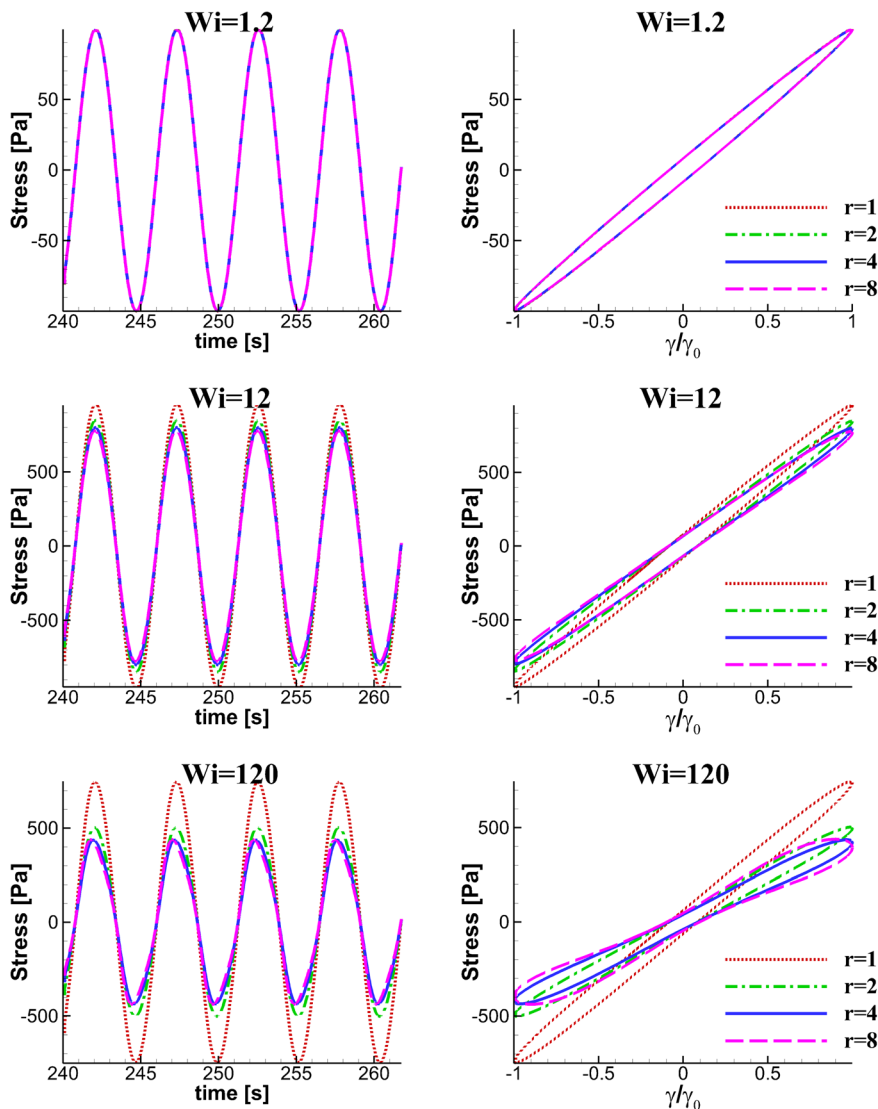 Wi=1.2
Stress [Pa]
50
0
-50
240
245
250
255
260
time [s]
Wi=1.2
Stress [Pa]
50
0
-50
-1
-0.5
0
0.5
1
γ/γ0
r=1
r=2
r=4
r=8
Wi=12
Stress [Pa]
500
0
-500
240
245
250
255
260
time [s]
Wi=12
Stress [Pa]
500
0
-500
-1
-0.5
0
0.5
1
γ/γ0
r=1
r=2
r=4
r=8
Wi=120
Stress [Pa]
500
0
-500
240
245
250
255
260
time [s]
Wi=120
Stress [Pa]
500
0
-500
-1
-0.5
0
0.5
1
γ/γ0
r=1
r=2
r=4
r=8